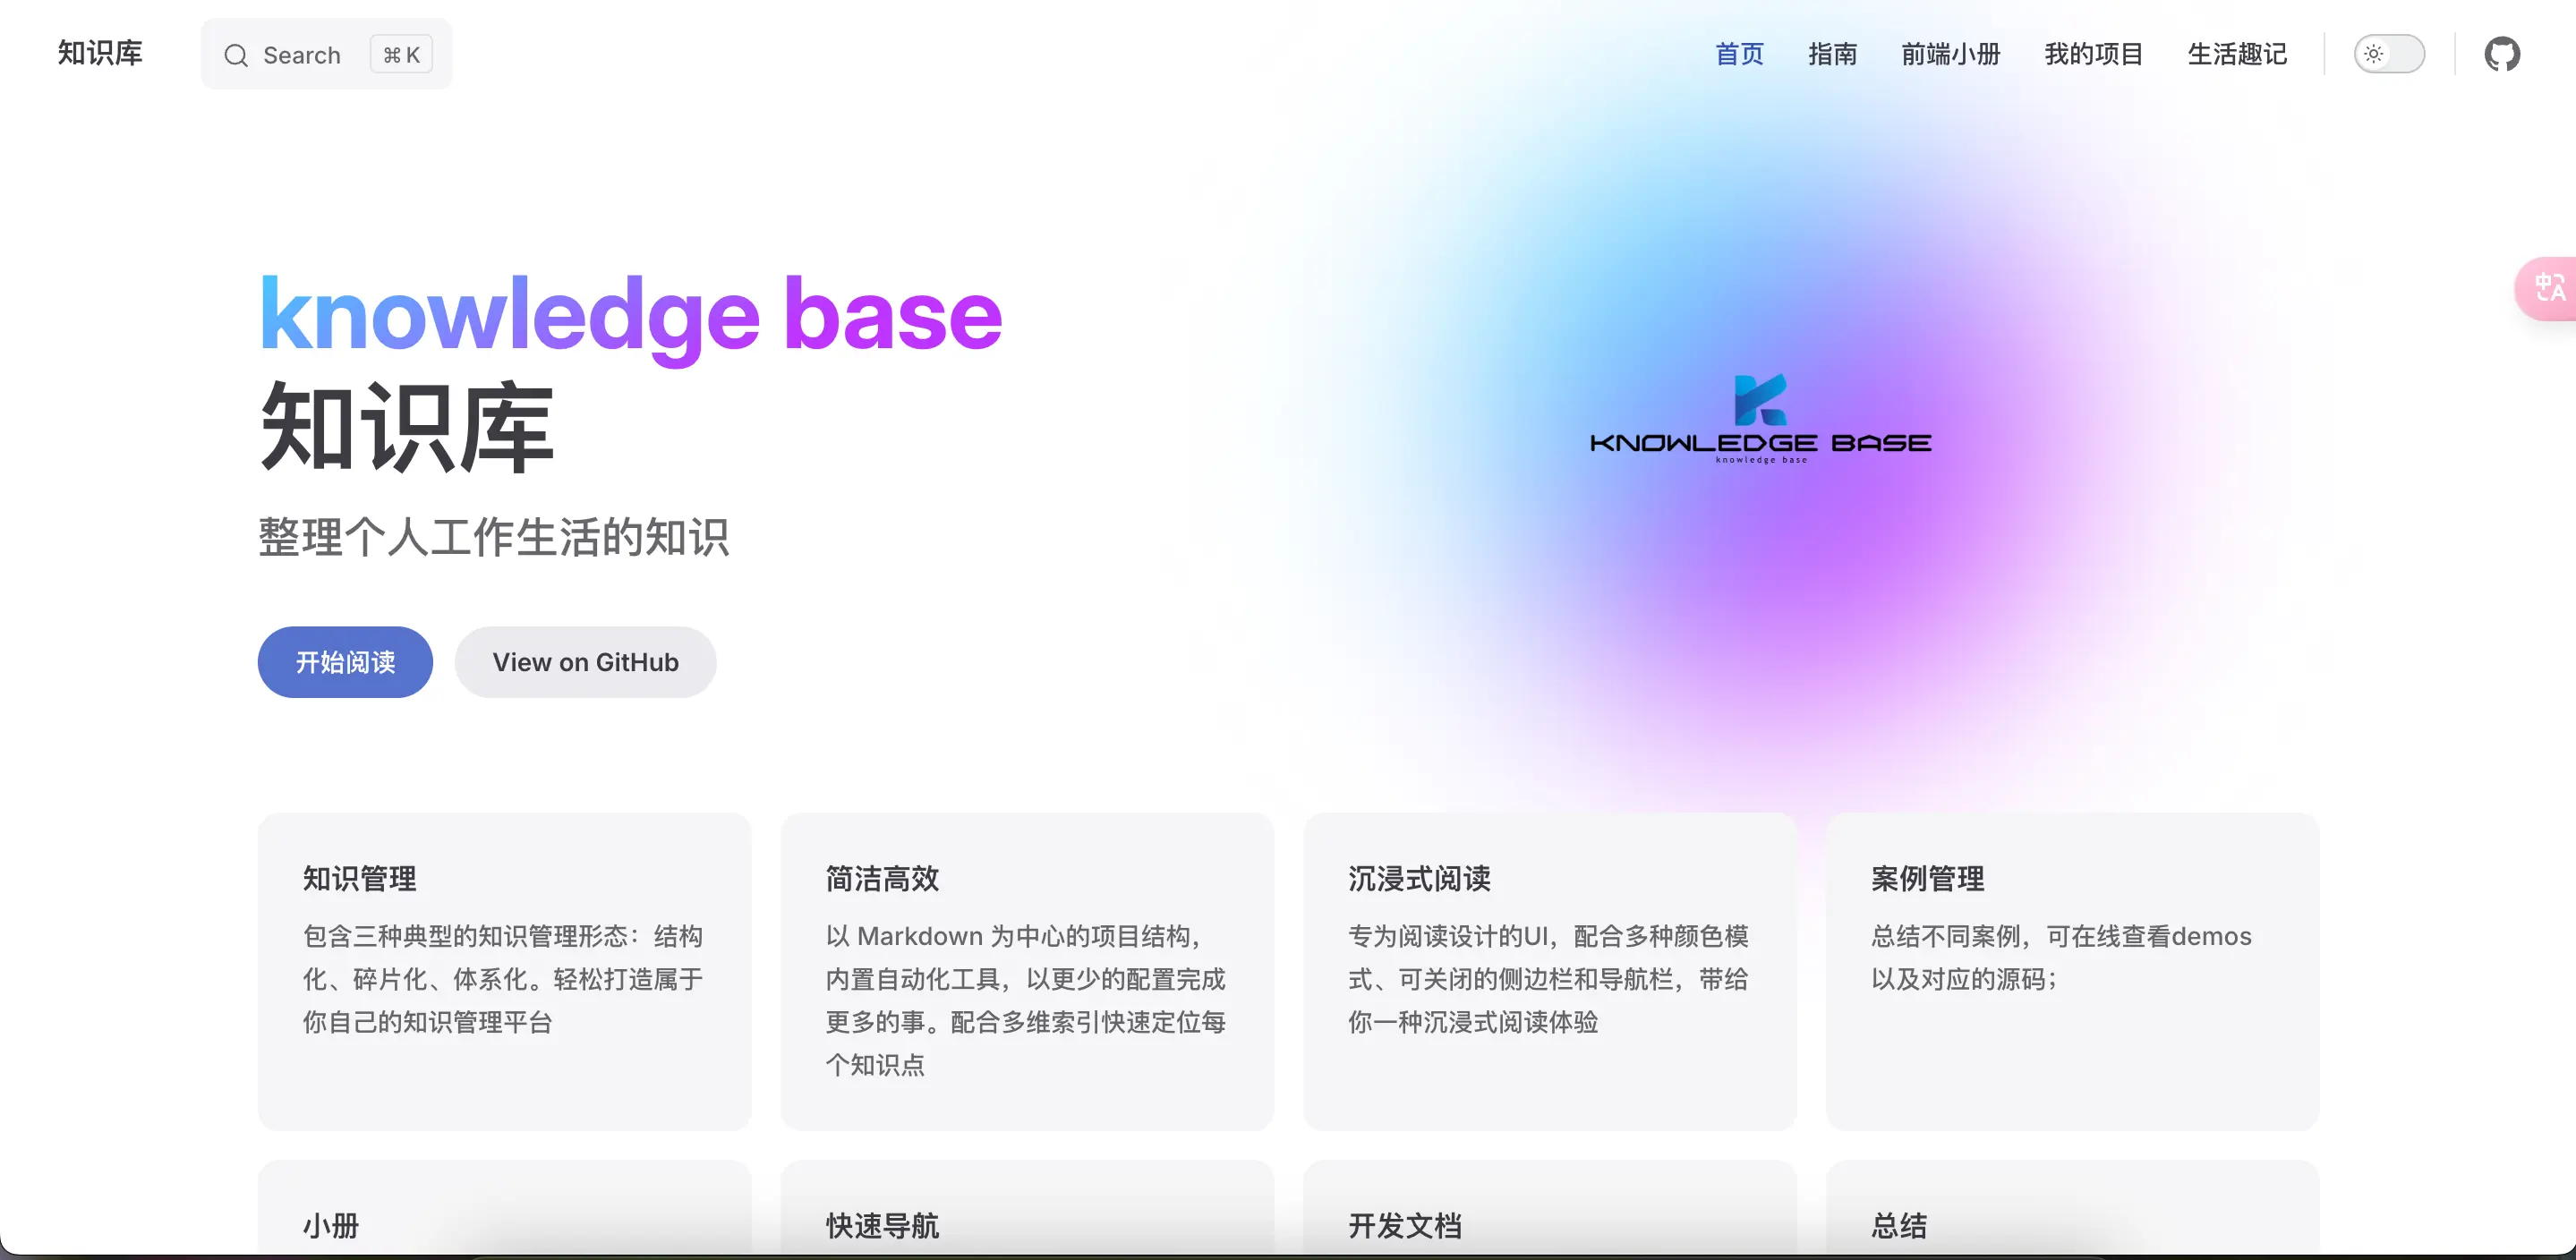 知识库
Search ⌘ K
首页 指南 前端小册 我的项目 生活趣记
knowledge base
知识库
整理个人工作生活的知识
开始阅读 View on GitHub
KNOWLEDGE BASE
knowledge base
中A
知识管理
包含三种典型的知识管理形态：结构
化、碎片化、体系化。轻松打造属于
你自己的知识管理平台
简洁高效
以 Markdown 为中心的项目结构，
内置自动化工具，以更少的配置完成
更多的事。配合多维索引快速定位每
个知识点
沉浸式阅读
专为阅读设计的UI，配合多种颜色模
式、可关闭的侧边栏和导航栏，带给
你一种沉浸式阅读体验
案例管理
总结不同案例，可在线查看demos
以及对应的源码；
小册
快速导航
开发文档
总结